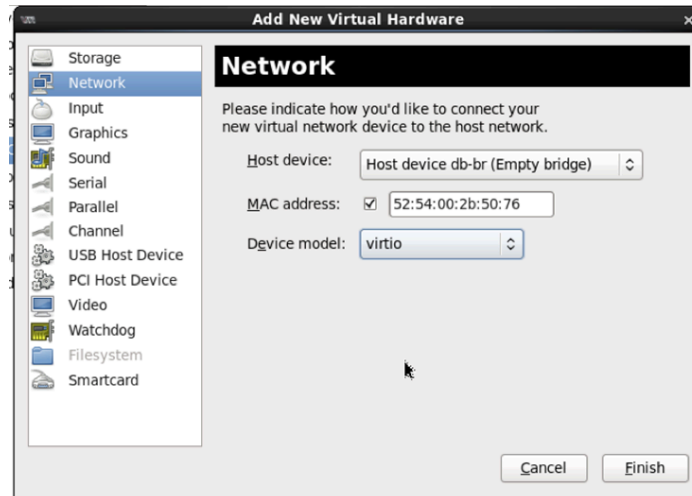 Add New Virtual Hardware
Storage
Network
Input
Graphics
Sound
Serial
Parallel
Channel
USB Host Device
PCI Host Device
Video
Watchdog
Filesystem
Smartcard
Network
Please indicate how you'd like to connect your
new virtual network device to the host network.
Host device: Host device db-br (Empty bridge)
MAC address: 52:54:00:2b:50:76
Device model: virtio
Cancel Finish